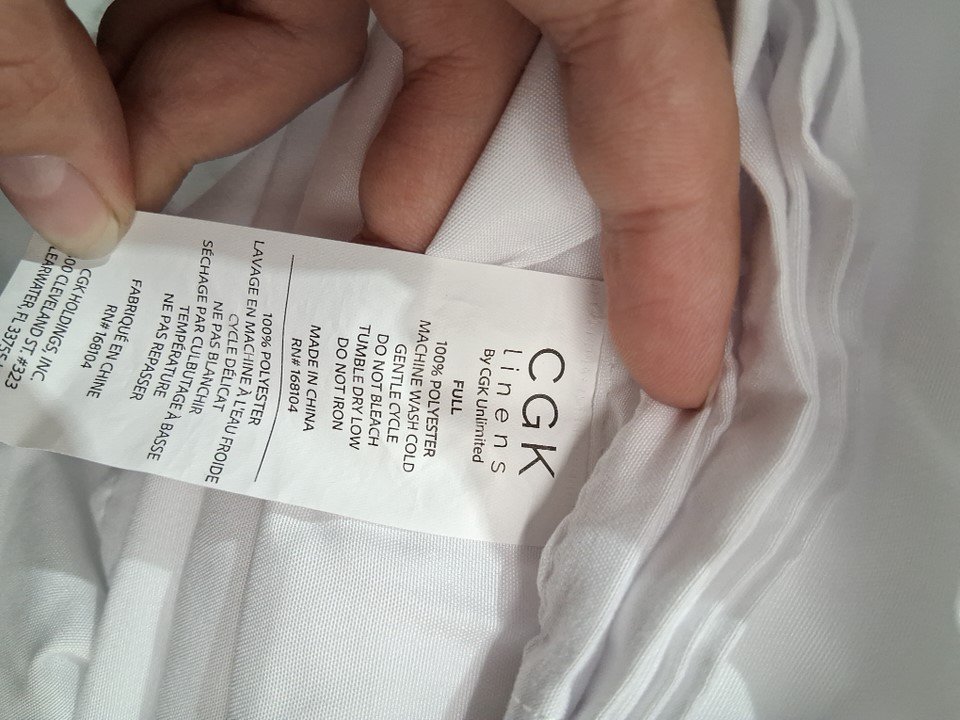 CGK
linens
By CGK Unlimited
FULL
100% POLYESTER
MACHINE WASH COLD
GENTLE CYCLE
DO NOT BLEACH
TUMBLE DRY LOW
DO NOT IRON
MADE IN CHINA
RN# 168104
100% POLYESTER
LAVAGE EN MACHINE À L'EAU FROIDE
CYCLE DÉLICAT
NE PAS BLANCHIR
SÉCHAGE PAR CULBUTAGE À BASSE
TEMPÉRATURE
NE PAS REPASSER
FABRIQUÉ EN CHINE
RN# 168104
CGK HOLDINGS INC
00 CLEVELAND ST. #323
LEARWATER, FL 33755